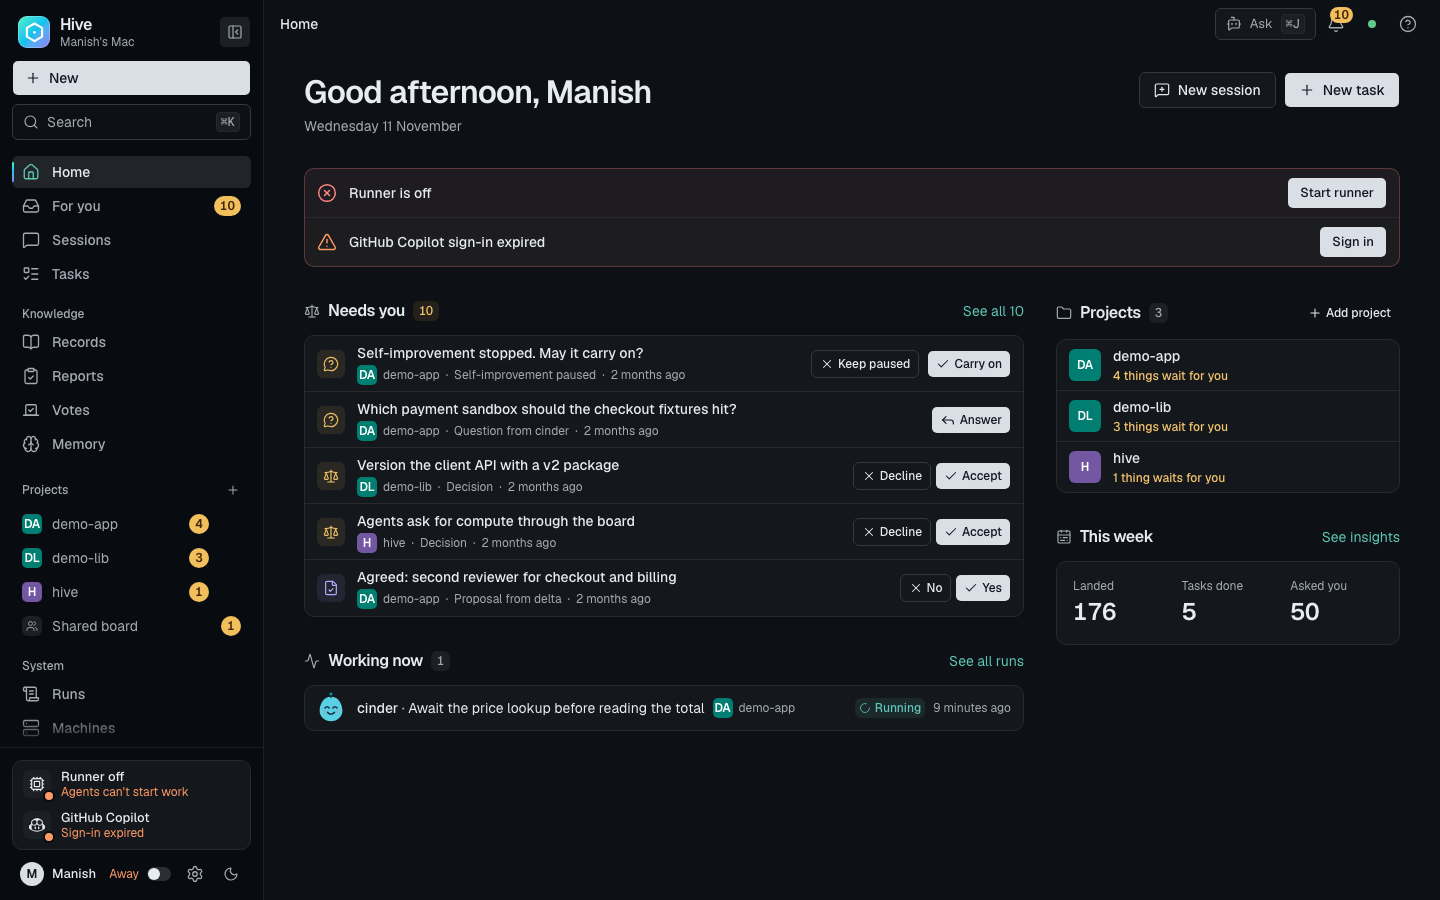 Hive
Manish's Mac
New
Search ⌘K
Home
For you 10
Sessions
Tasks
Knowledge
Records
Reports
Votes
Memory
Projects
DA demo-app 4
DL demo-lib 3
H hive 1
Shared board 1
System
Runs
Machines
Runner off
Agents can't start work
GitHub Copilot
Sign-in expired
M Manish Away
Home
Ask ⌘J
10
Good afternoon, Manish
Wednesday 11 November
New session
New task
Runner is off
Start runner
GitHub Copilot sign-in expired
Sign in
Needs you 10
See all 10
Self-improvement stopped. May it carry on?
DA demo-app · Self-improvement paused · 2 months ago
Keep paused
Carry on
Which payment sandbox should the checkout fixtures hit?
DA demo-app · Question from cinder · 2 months ago
Answer
Version the client API with a v2 package
DL demo-lib · Decision · 2 months ago
Decline
Accept
Agents ask for compute through the board
H hive · Decision · 2 months ago
Decline
Accept
Agreed: second reviewer for checkout and billing
DA demo-app · Proposal from delta · 2 months ago
No
Yes
Working now 1
See all runs
cinder · Await the price lookup before reading the total DA demo-app
Running
9 minutes ago
Projects 3
Add project
DA demo-app
4 things wait for you
DL demo-lib
3 things wait for you
H hive
1 thing waits for you
This week
See insights
Landed
176
Tasks done
5
Asked you
50